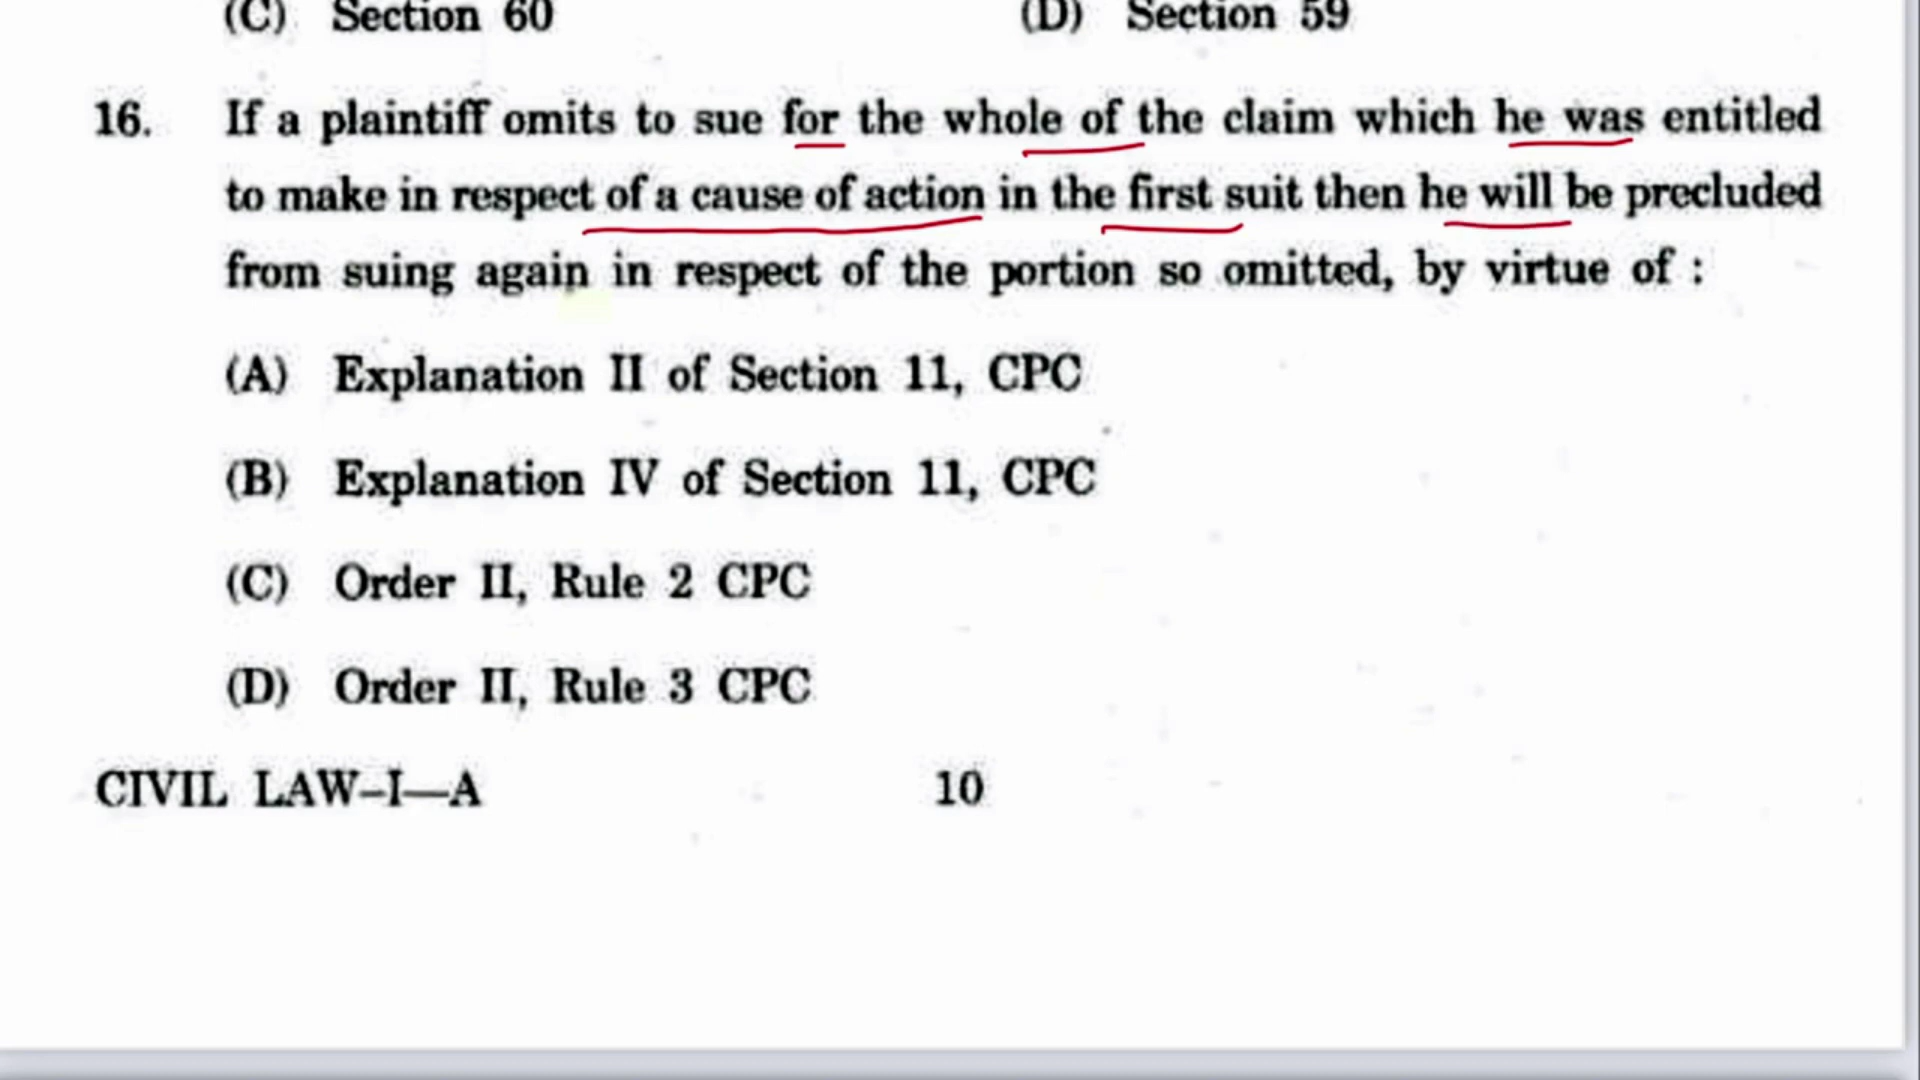 (C) Section 60 (D) Section 59
16. If a plaintiff omits to sue for the whole of the claim which he was entitled
to make in respect of a cause of action in the first suit then he will be precluded
from suing again in respect of the portion so omitted, by virtue of :
(A) Explanation II of Section 11, CPC
(B) Explanation IV of Section 11, CPC
(C) Order II, Rule 2 CPC
(D) Order II, Rule 3 CPC
CIVIL LAW–I—A 10